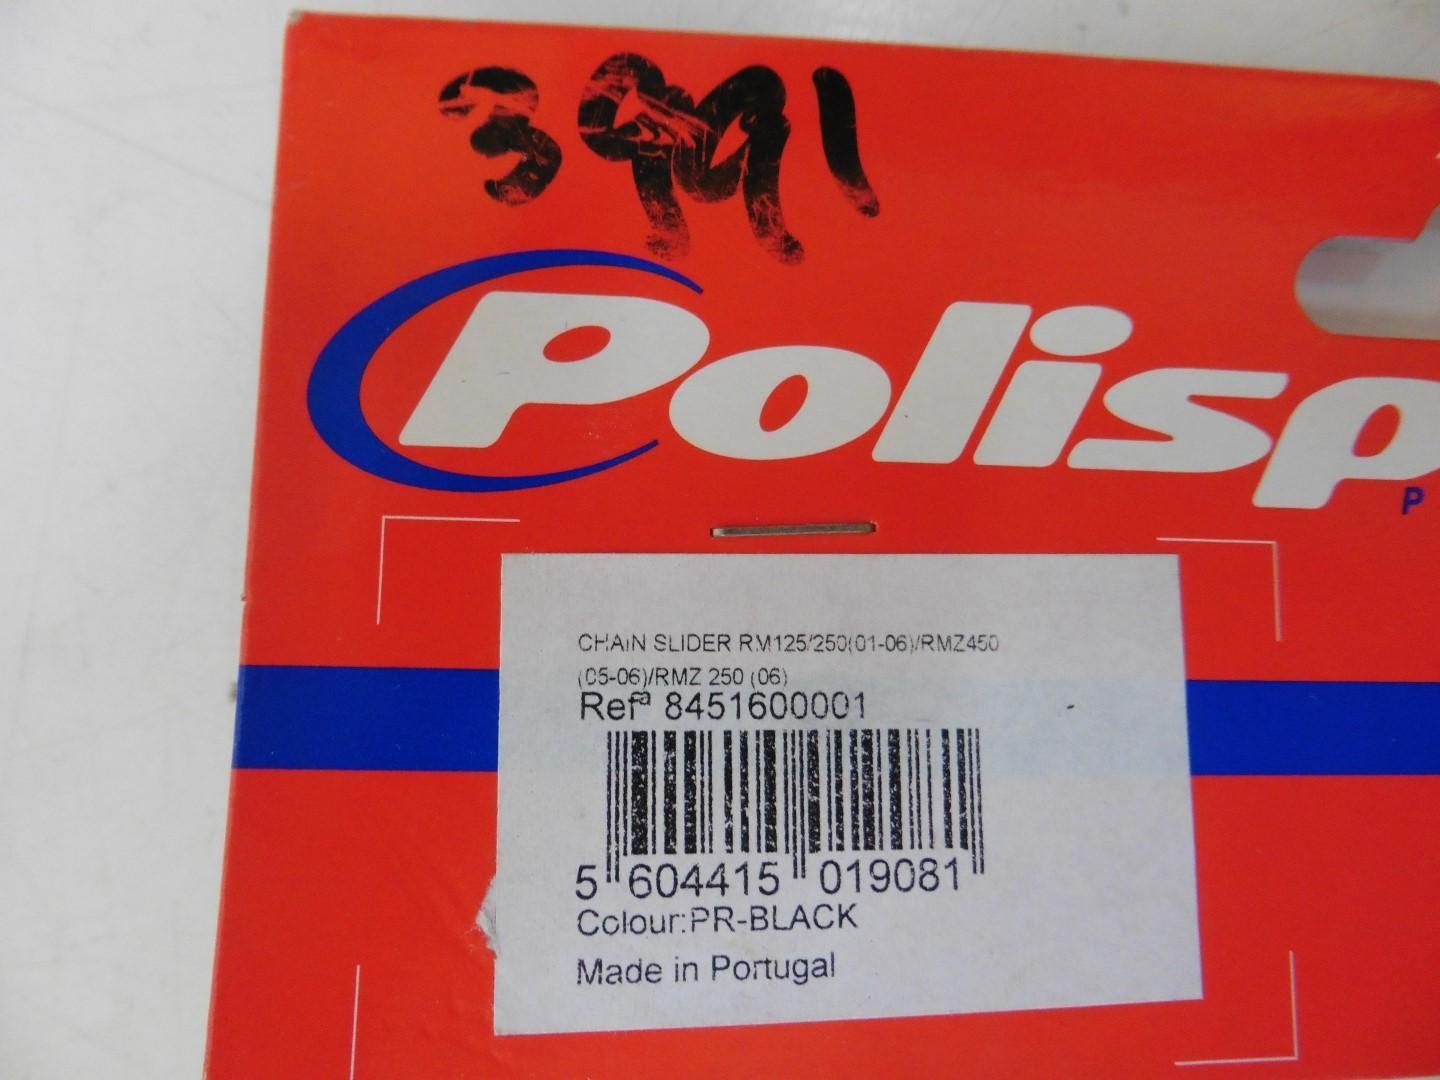 3991
Polisp
P
CHAIN SLIDER RM125/250(01-06)/RMZ450
(05-06)/RMZ 250 (06)
Refª 8451600001
5 604415 019081
Colour:PR-BLACK
Made in Portugal